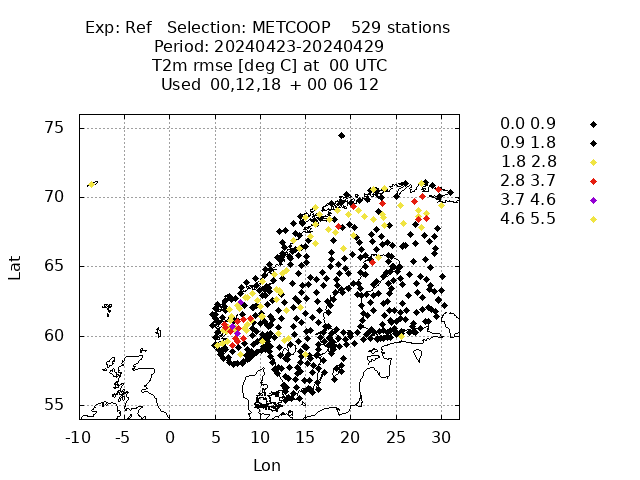 Exp: Ref   Selection: METCOOP    529 stations
Period: 20240423-20240429
T2m rmse [deg C] at  00 UTC
Used  00,12,18  + 00 06 12
0.0 0.9
0.9 1.8
1.8 2.8
2.8 3.7
3.7 4.6
4.6 5.5
75
70
65
60
55
Lat
-10 -5 0 5 10 15 20 25 30
Lon